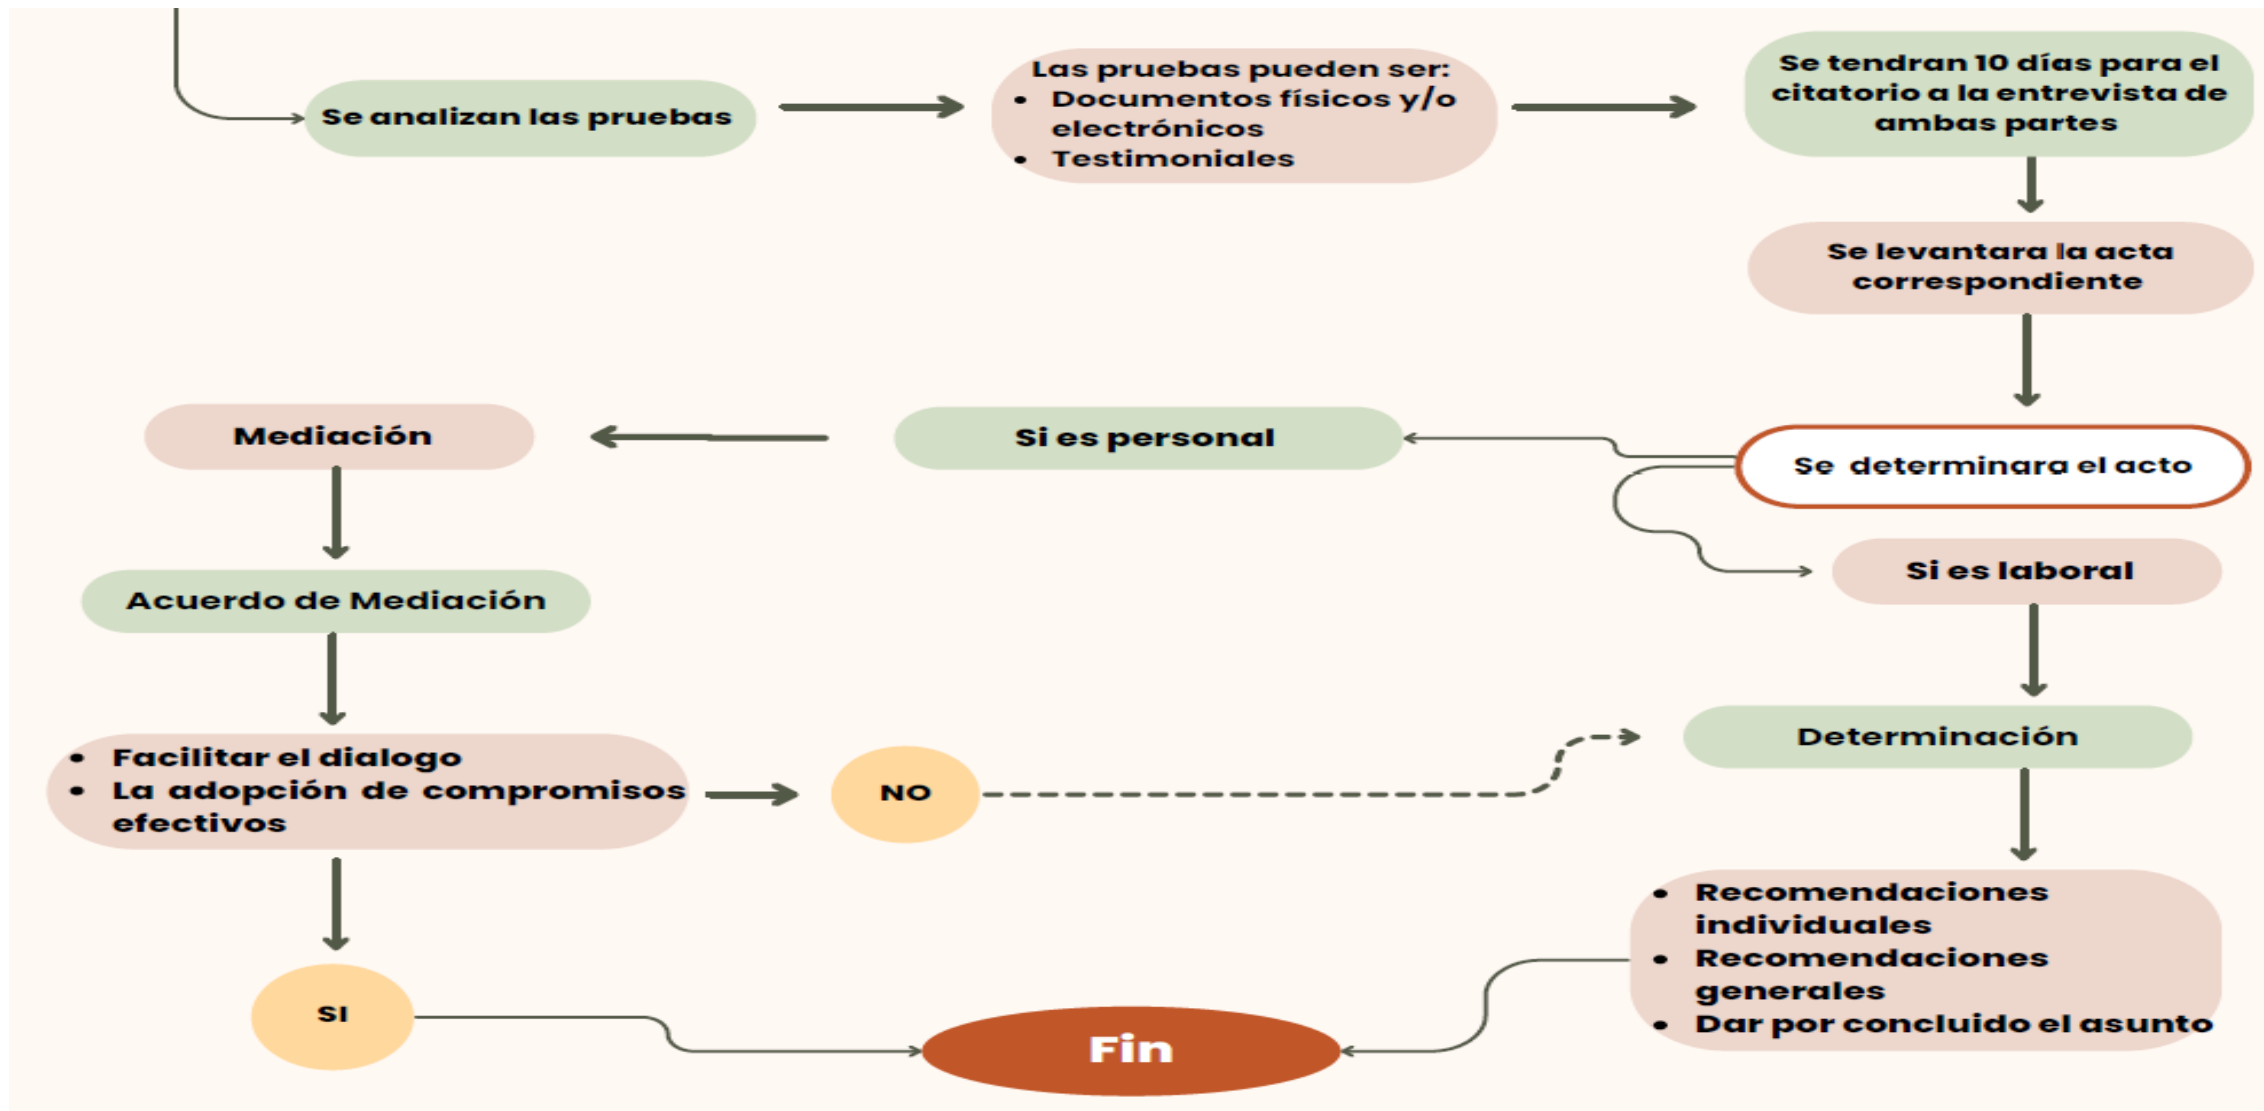 Se analizan las pruebas
Las pruebas pueden ser:
• Documentos físicos y/o
electrónicos
• Testimoniales
Se tendran 10 días para el
citatorio a la entrevista de
ambas partes
Se levantara la acta
correspondiente
Se determinara el acto
Si es personal
Mediación
Si es laboral
Acuerdo de Mediación
Determinación
• Facilitar el dialogo
• La adopción de compromisos
efectivos
NO
• Recomendaciones
individuales
• Recomendaciones
generales
• Dar por concluido el asunto
SI
Fin